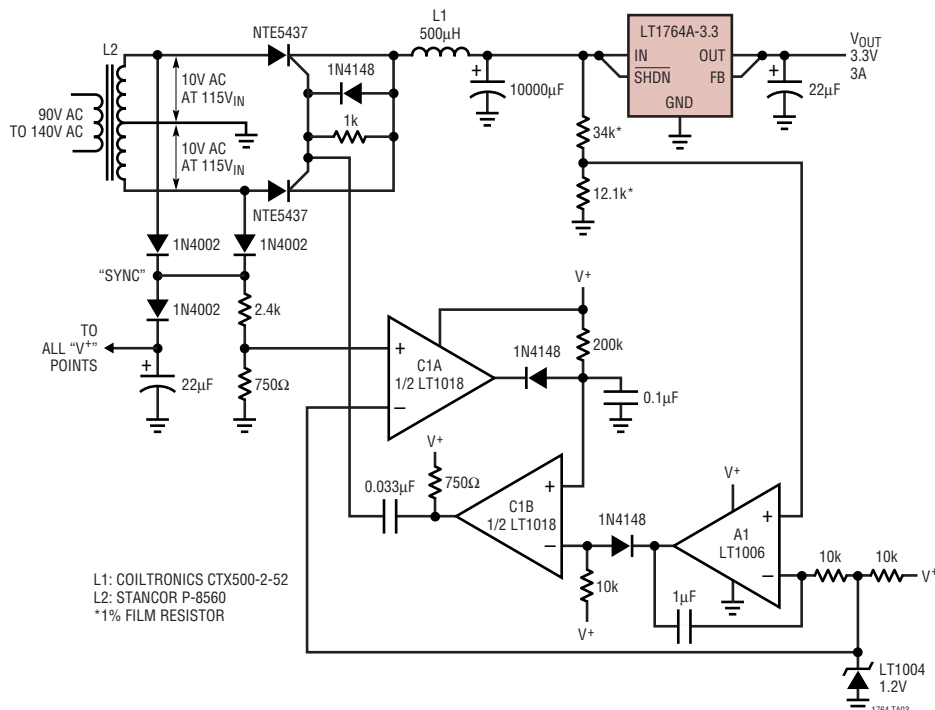 NTE5437
L1
500µH
LT1764A-3.3
IN
OUT
SHDN
FB
GND
VOUT
3.3V
3A
L2
10V AC
AT 115VIN
90V AC
TO 140V AC
10V AC
AT 115VIN
1N4148
1k
+
10000µF
+
22µF
34k*
12.1k*
NTE5437
1N4002
1N4002
"SYNC"
1N4002
2.4k
TO
ALL "V+"
POINTS
+
22µF
750Ω
+
C1A
1/2 LT1018
–
V+
200k
1N4148
0.1µF
V+
750Ω
0.033µF
C1B
1/2 LT1018
+
–
1N4148
10k
V+
V+
A1
LT1006
+
–
1µF
10k
10k
V+
L1: COILTRONICS CTX500-2-52
L2: STANCOR P-8560
*1% FILM RESISTOR
LT1004
1.2V
1764 TA03